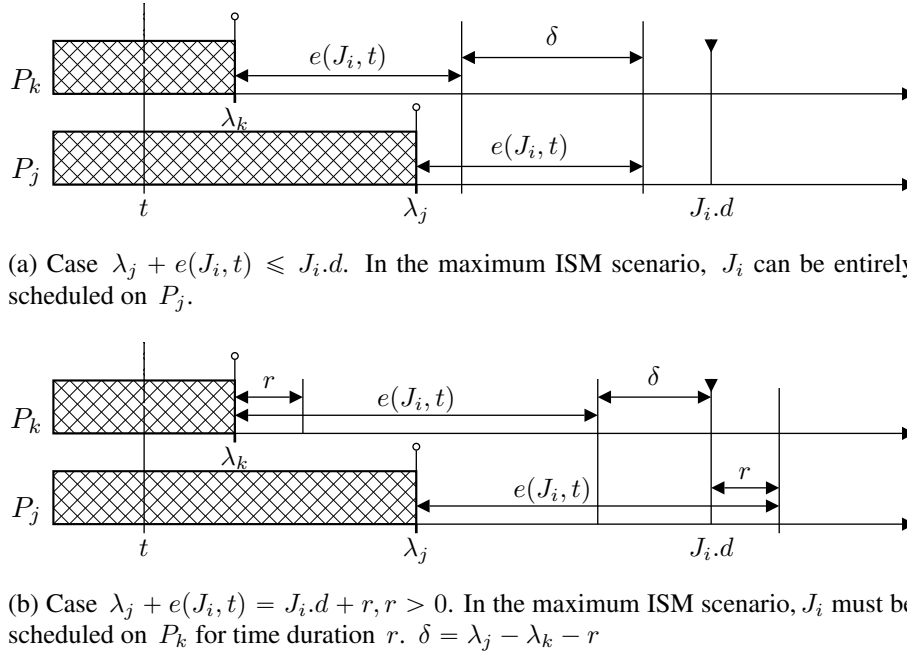 δ
e(J_i, t)
P_k
λ_k
e(J_i, t)
P_j
t
λ_j
J_i.d
(a) Case λ_j + e(J_i, t) ⩽ J_i.d. In the maximum ISM scenario, J_i can be entirely
scheduled on P_j.
r
δ
e(J_i, t)
P_k
λ_k
r
e(J_i, t)
P_j
t
λ_j
J_i.d
(b) Case λ_j + e(J_i, t) = J_i.d + r, r > 0. In the maximum ISM scenario, J_i must be
scheduled on P_k for time duration r. δ = λ_j − λ_k − r